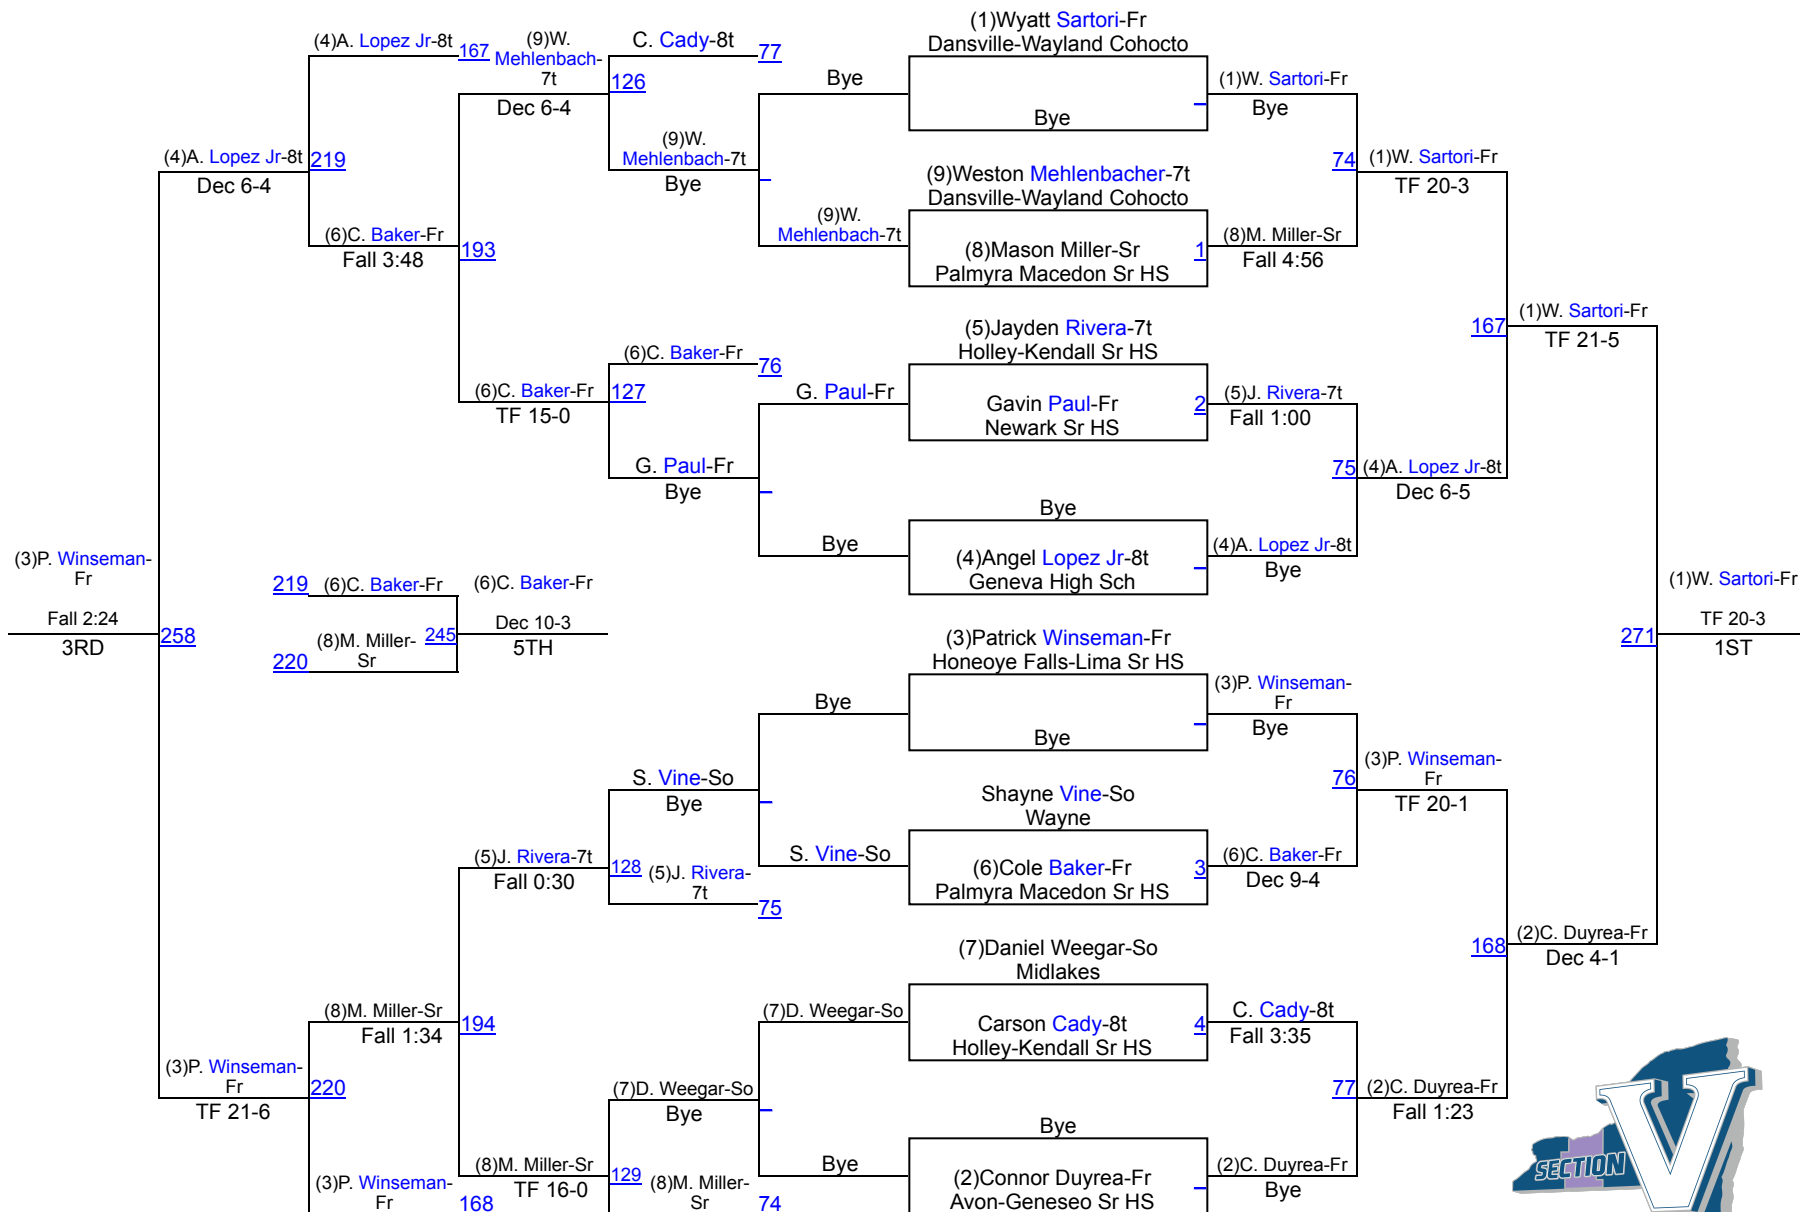 (4)A. Lopez Jr-8t
167
(9)W.
Mehlenbach-
7t
Dec 6-4
C. Cady-8t
77
126
(9)W.
Mehlenbach-7t
Bye
(4)A. Lopez Jr-8t
Dec 6-4
219
(6)C. Baker-Fr
Fall 3:48
193
(6)C. Baker-Fr
TF 15-0
(6)C. Baker-Fr
76
127
G. Paul-Fr
Bye
Bye
(9)W.
Mehlenbach-7t
G. Paul-Fr
Bye
(1)Wyatt Sartori-Fr
Dansville-Wayland Cohocto
Bye
(9)Weston Mehlenbacher-7t
Dansville-Wayland Cohocto
(8)Mason Miller-Sr
Palmyra Macedon Sr HS
1
(5)Jayden Rivera-7t
Holley-Kendall Sr HS
Gavin Paul-Fr
Newark Sr HS
2
Bye
(4)Angel Lopez Jr-8t
Geneva High Sch
(1)W. Sartori-Fr
Bye
74
(8)M. Miller-Sr
Fall 4:56
(1)W. Sartori-Fr
TF 20-3
(5)J. Rivera-7t
Fall 1:00
75
(4)A. Lopez Jr-8t
Dec 6-5
(4)A. Lopez Jr-8t
Bye
167
(1)W. Sartori-Fr
TF 21-5
(3)P. Winseman-
Fr
Fall 2:24
3RD
258
219
(6)C. Baker-Fr
220
(8)M. Miller-
Sr
245
(6)C. Baker-Fr
Dec 10-3
5TH
271
(1)W. Sartori-Fr
TF 20-3
1ST
(3)Patrick Winseman-Fr
Honeoye Falls-Lima Sr HS
Bye
Bye
(3)P. Winseman-
Fr
Bye
S. Vine-So
Bye
S. Vine-So
Shayne Vine-So
Wayne
(6)Cole Baker-Fr
Palmyra Macedon Sr HS
3
(6)C. Baker-Fr
Dec 9-4
76
(3)P. Winseman-
Fr
TF 20-1
(5)J. Rivera-7t
Fall 0:30
128
(5)J. Rivera-
7t
75
(7)Daniel Weegar-So
Midlakes
Carson Cady-8t
Holley-Kendall Sr HS
4
C. Cady-8t
Fall 3:35
168
(2)C. Duyrea-Fr
Dec 4-1
(8)M. Miller-Sr
Fall 1:34
194
(7)D. Weegar-So
(7)D. Weegar-So
Bye
77
(2)C. Duyrea-Fr
Fall 1:23
(3)P. Winseman-
Fr
TF 21-6
220
Bye
Bye
(2)Connor Duyrea-Fr
Avon-Geneseo Sr HS
(2)C. Duyrea-Fr
Bye
(8)M. Miller-Sr
TF 16-0
129
(8)M. Miller-
Sr
74
(3)P. Winseman-
Fr
168
SECTION V